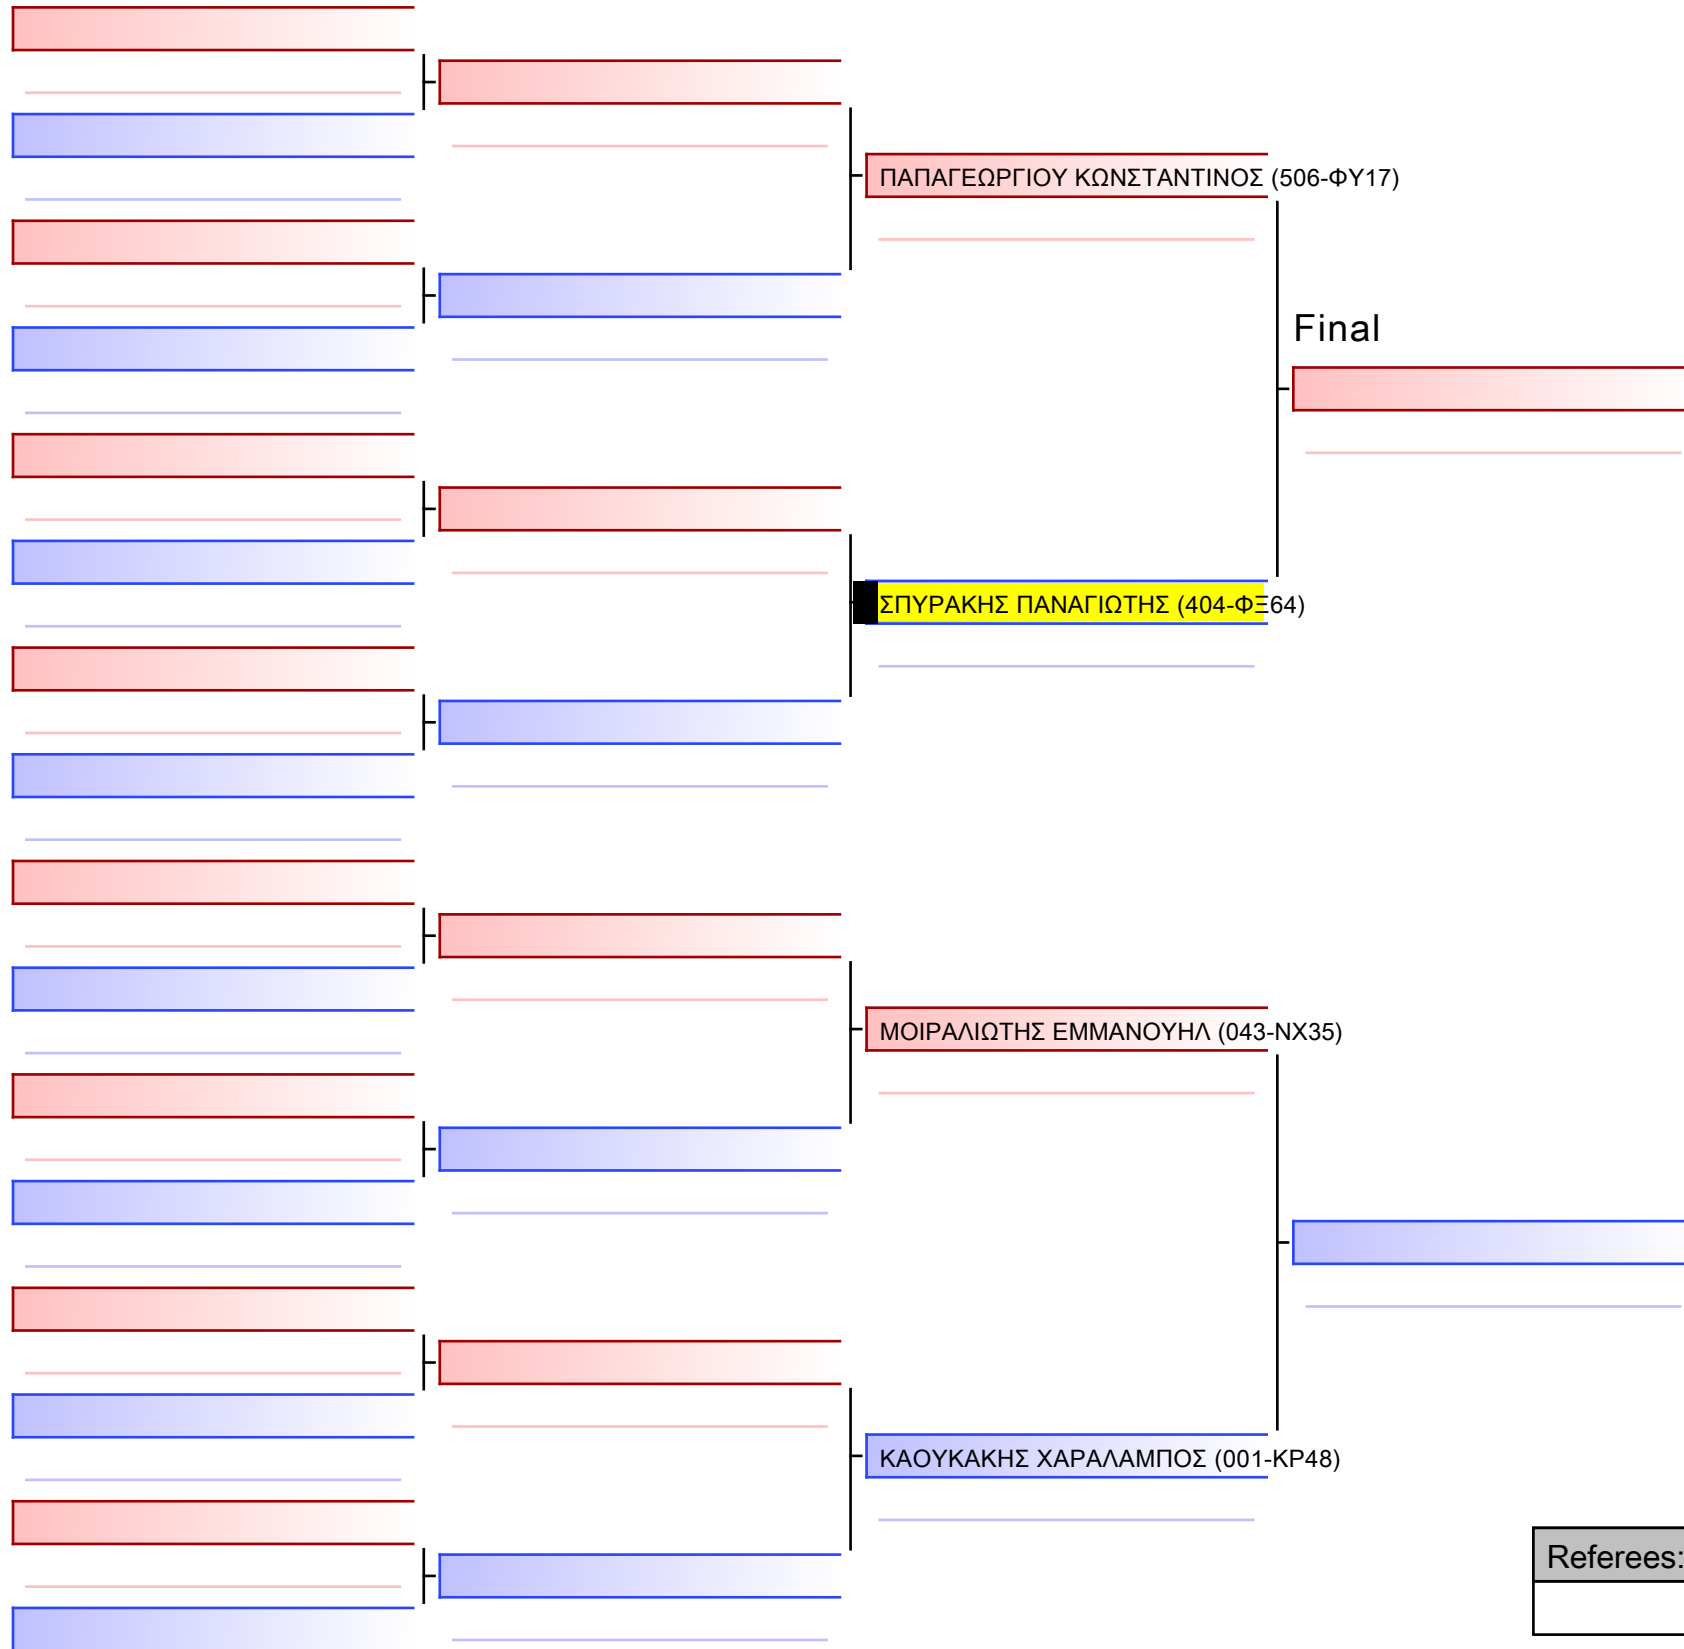 ΠΑΠΑΓΕΩΡΓΙΟΥ ΚΩΝΣΤΑΝΤΙΝΟΣ (506-ΦΥ17)
Final
ΣΠΥΡΑΚΗΣ ΠΑΝΑΓΙΩΤΗΣ (404-ΦΞ64)
ΜΟΙΡΑΛΙΩΤΗΣ ΕΜΜΑΝΟΥΗΛ (043-ΝΧ35)
ΚΑΟΥΚΑΚΗΣ ΧΑΡΑΛΑΜΠΟΣ (001-ΚΡ48)
Referees: